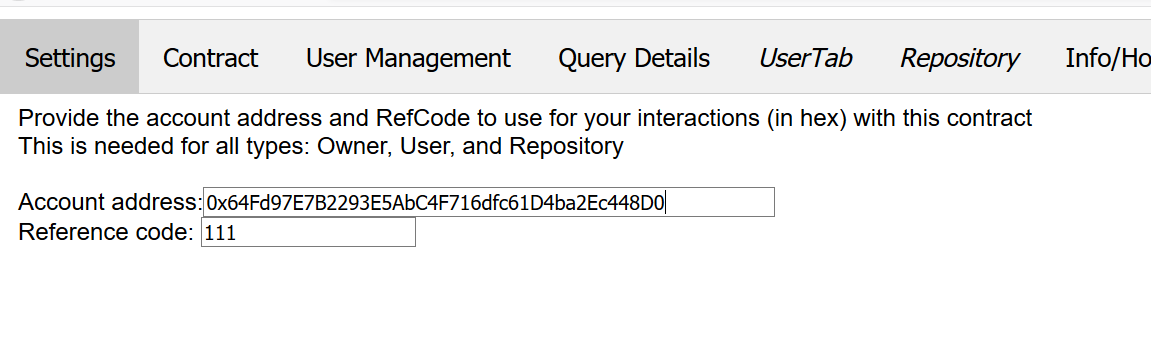 Settings Contract User Management Query Details UserTab Repository Info/Ho
Provide the account address and RefCode to use for your interactions (in hex) with this contract
This is needed for all types: Owner, User, and Repository
Account address: 0x64Fd97E7B2293E5AbC4F716dfc61D4ba2Ec448D0
Reference code: 111